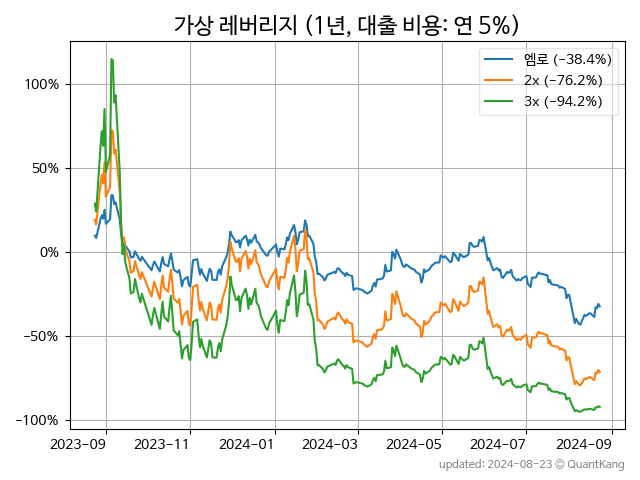 가상 레버리지 (1년, 대출 비용: 연 5%)
엠로 (−38.4%)
2x (−76.2%)
3x (−94.2%)
100%
50%
0%
−50%
−100%
2023−09 2023−11 2024−01 2024−03 2024−05 2024−07 2024−09
updated: 2024-08-23 © QuantKang